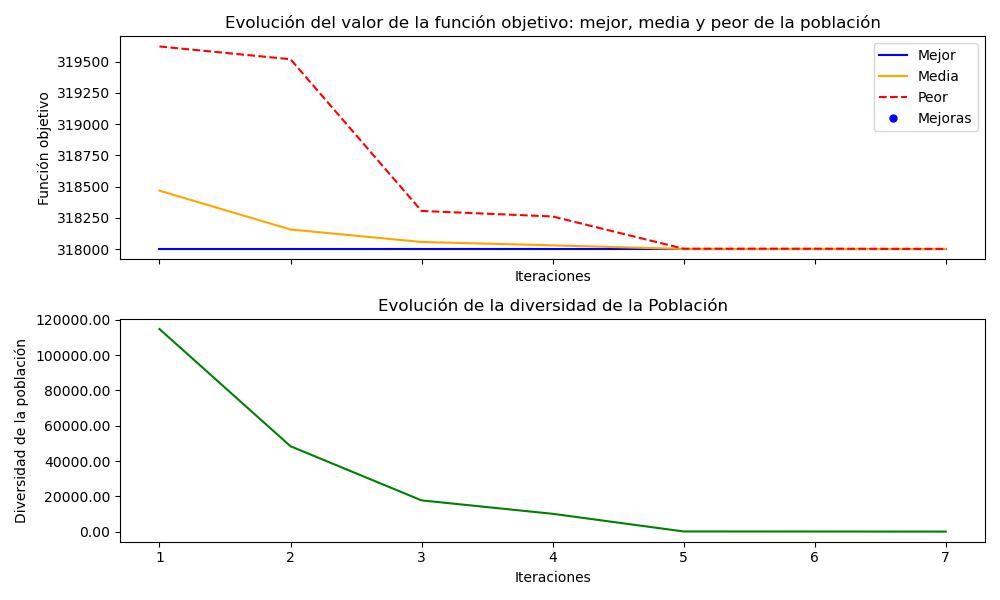 Evolución del valor de la función objetivo: mejor, media y peor de la población
Función objetivo
319500
319250
319000
318750
318500
318250
318000
Mejor
Media
Peor
Mejoras
Iteraciones
Evolución de la diversidad de la Población
Diversidad de la población
120000.00
100000.00
80000.00
60000.00
40000.00
20000.00
0.00
1 2 3 4 5 6 7
Iteraciones